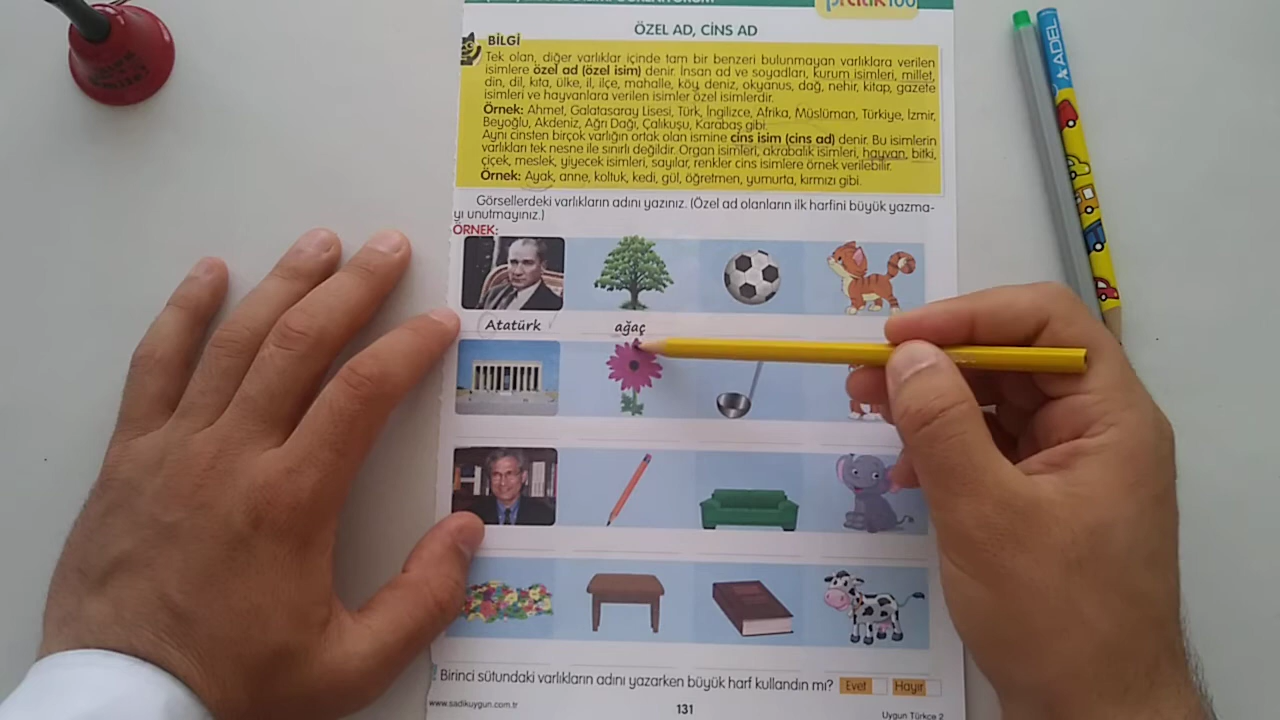 pratik100
ÖZEL AD, CİNS AD
BİLGİ
Tek olan, diğer varlıklar içinde tam bir benzeri bulunmayan varlıklara verilen
isimlere özel ad (özel isim) denir. İnsan ad ve soyadları, kurum isimleri, millet,
din, dil, kıta, ülke, il, ilçe, mahalle, köy, deniz, okyanus, dağ, nehir, kitap, gazete
isimleri ve hayvanlara verilen isimler özel isimlerdir.
Örnek: Ahmet, Galatasaray Lisesi, Türk, İngilizce, Afrika, Müslüman, Türkiye, İzmir,
Beyoğlu, Akdeniz, Ağrı Dağı, Çalıkuşu, Karabaş gibi.
Aynı cinsten birçok varlığın ortak olan ismine cins isim (cins ad) denir. Bu isimlerin
varlıkları tek nesne ile sınırlı değildir. Organ isimleri, akrabalık isimleri, hayvan, bitki,
çiçek, meslek, yiyecek isimleri, sayılar, renkler cins isimlere örnek verilebilir.
Örnek: Ayak, anne, koltuk, kedi, gül, öğretmen, yumurta, kırmızı gibi.
Görsellerdeki varlıkların adını yazınız. (Özel ad olanların ilk harfini büyük yazma-
yı unutmayınız.)
ÖRNEK:
Atatürk ağaç
Birinci sütundaki varlıkların adını yazarken büyük harf kullandın mı? Evet Hayır
www.sadikuygun.com.tr 131 Uygun Türkçe 2
ADEL